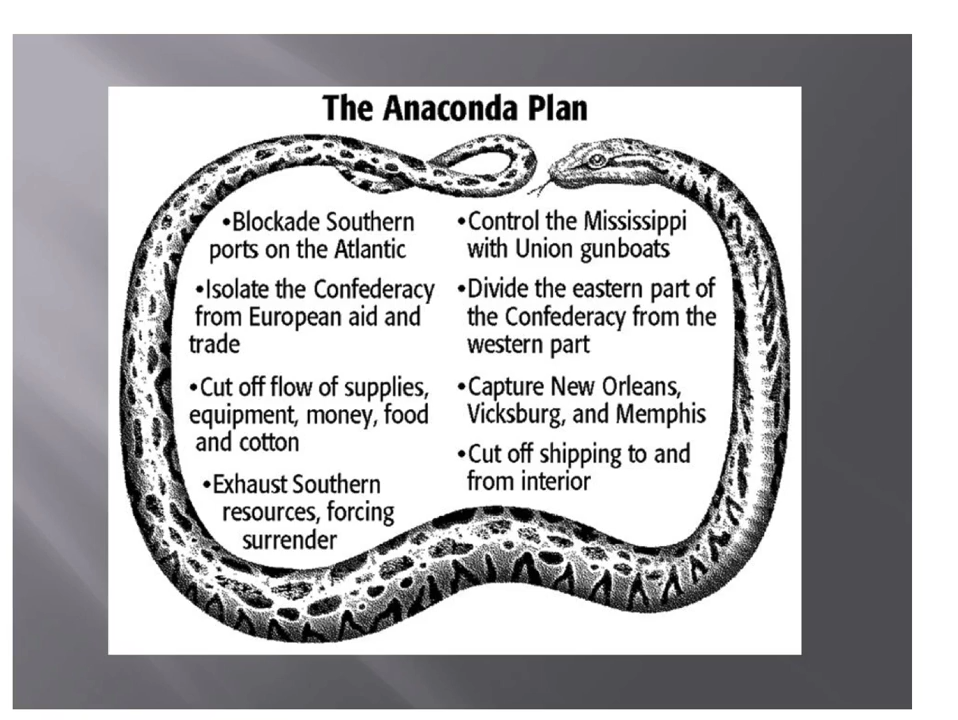 The Anaconda Plan
•Blockade Southern
ports on the Atlantic
•Isolate the Confederacy
from European aid and
trade
•Cut off flow of supplies,
equipment, money, food
and cotton
•Exhaust Southern
resources, forcing
surrender
•Control the Mississippi
with Union gunboats
•Divide the eastern part of
the Confederacy from the
western part
•Capture New Orleans,
Vicksburg, and Memphis
•Cut off shipping to and
from interior